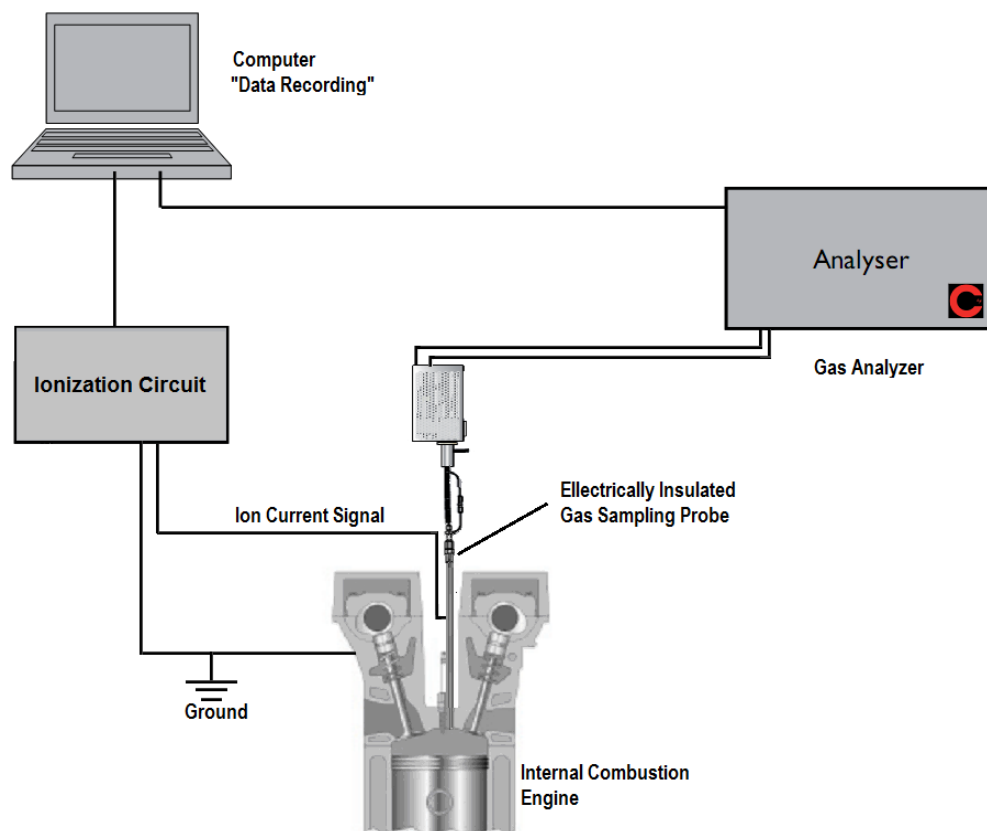 Computer
"Data Recording"
Analyser
Gas Analyzer
Ionization Circuit
Ion Current Signal
Ellectrically Insulated
Gas Sampling Probe
Ground
Internal Combustion
Engine